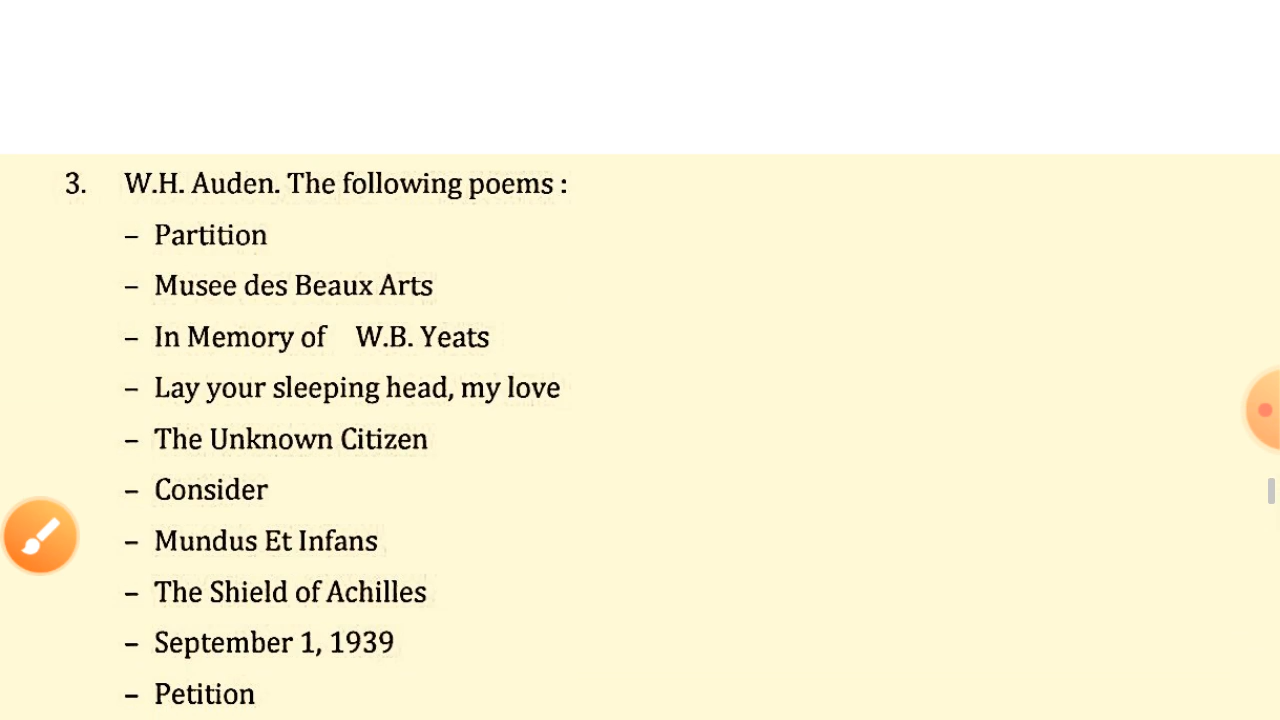 3. W.H. Auden. The following poems :
– Partition
– Musee des Beaux Arts
– In Memory of W.B. Yeats
– Lay your sleeping head, my love
– The Unknown Citizen
– Consider
– Mundus Et Infans
– The Shield of Achilles
– September 1, 1939
– Petition